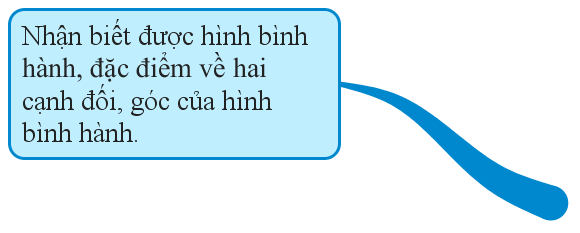 Nhận biết được hình bình
hành, đặc điểm về hai
cạnh đối, góc của hình
bình hành.